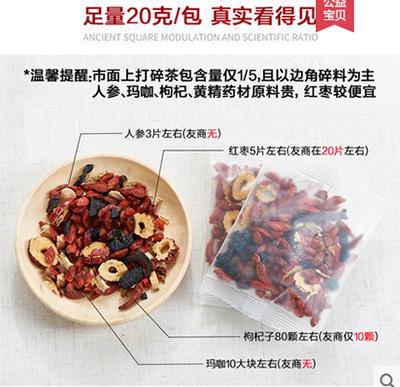 公益
宝贝
足量20克/包 真实看得见
ANCIENT SQUARE MODULATION AND SCIENTIFIC RATIO
*温馨提醒:市面上打碎茶包含量仅1/5,且以边角碎料为主
人参、玛咖、枸杞、黄精药材原料贵，红枣较便宜
人参3片左右(友商无)
红枣5片左右(友商在20片左右)
枸杞子80颗左右(友商仅10颗)
玛咖10大块左右(友商无)